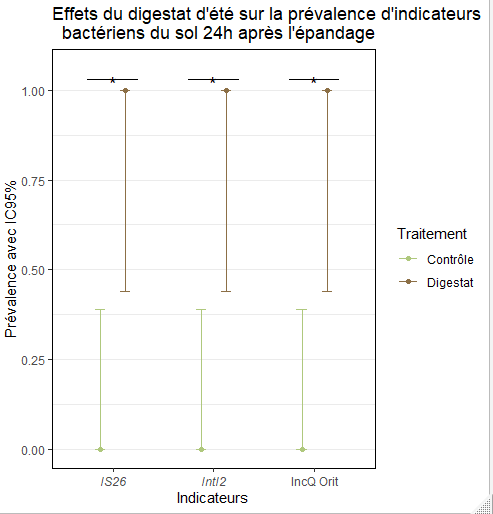 Effets du digestat d'été sur la prévalence d'indicateurs
bactériens du sol 24h après l'épandage
* * *
1.00
0.75
0.50
0.25
0.00
Prévalence avec IC95%
IS26 IntI2 IncQ Orit
Indicateurs
Traitement
Contrôle
Digestat